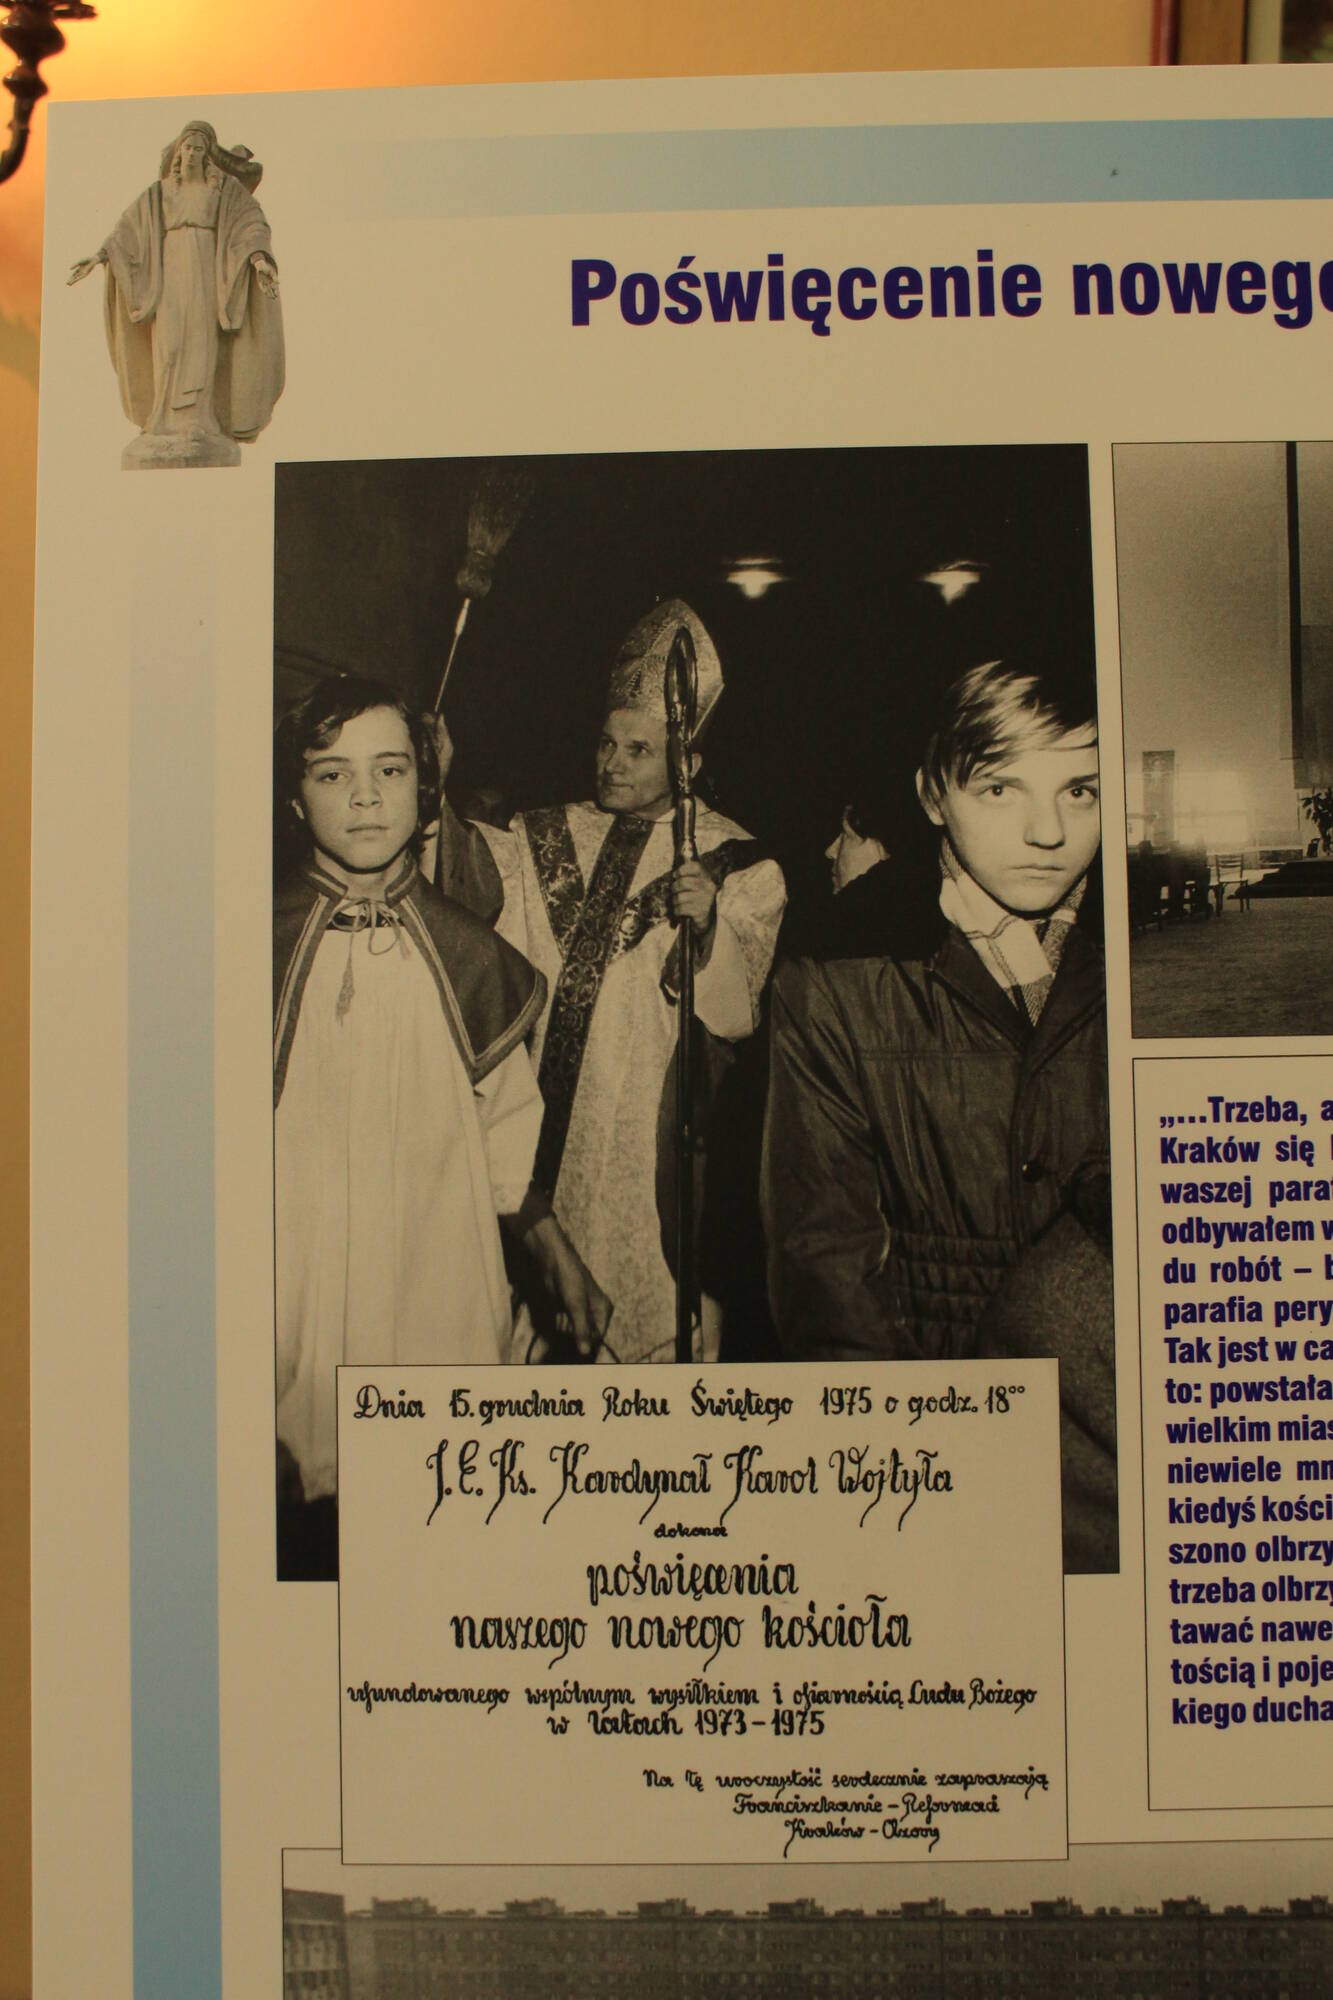 Poświęcenie nowego
Dnia 15. grudnia Roku Świętego 1975 o godz. 18⁰⁰
J. E. Ks. Kardynał Karol Wojtyła
dokona
poświęcenia
naszego nowego kościoła
ufundowanego wspólnym wysiłkiem i ofiarnością Ludu Bożego
w latach 1973-1975
Na tę uroczystość serdecznie zapraszają
Franciszkanie - Reformaci
Kraków - Azory
„...Trzeba, a
Kraków się
waszej para
odbywałem w
du robót –
parafia pery
Tak jest w ca
to: powstała
wielkim mias
niewiele mn
kiedyś kości
szono olbrzy
trzeba olbrzy
tawać nawe
tością i poje
kiego ducha